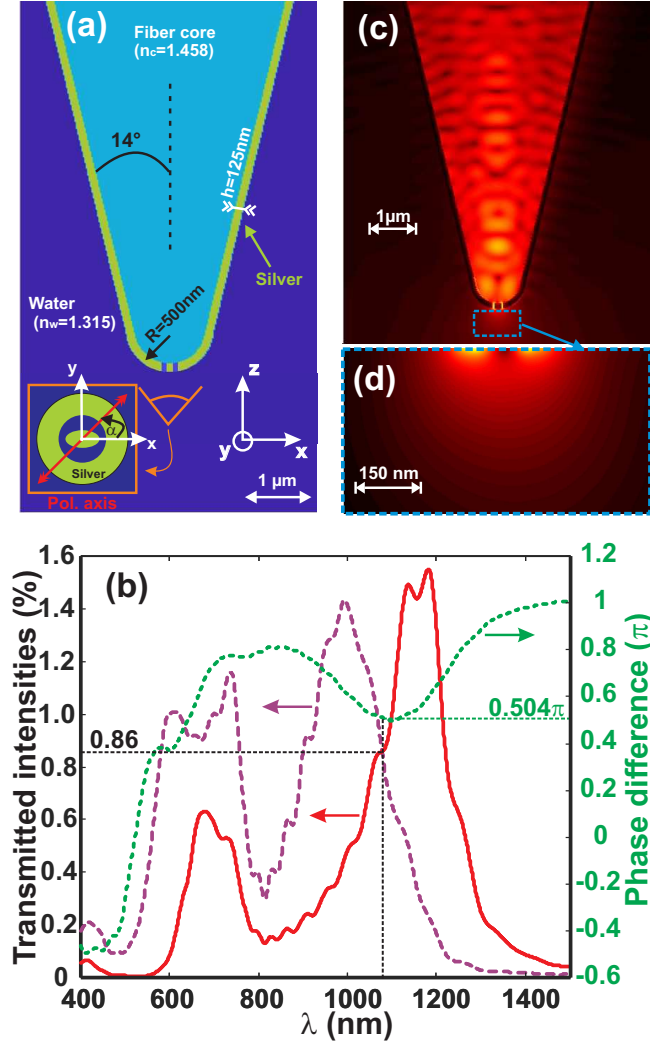 (a)
Fiber core
(nc=1.458)
14°
h=125nm
Silver
Water
(nw=1.315)
R=500nm
y
x
α
Silver
Pol. axis
z
y
x
1 µm
(c)
1µm
(d)
150 nm
(b)
Transmitted intensities (%)
1.6
1.4
1.2
1.0
0.8
0.6
0.4
0.2
0
0.86
0.504π
400
600
800
1000
1200
1400
λ (nm)
1.2
1
0.8
0.6
0.4
0.2
0
-0.2
-0.4
-0.6
Phase difference (π)